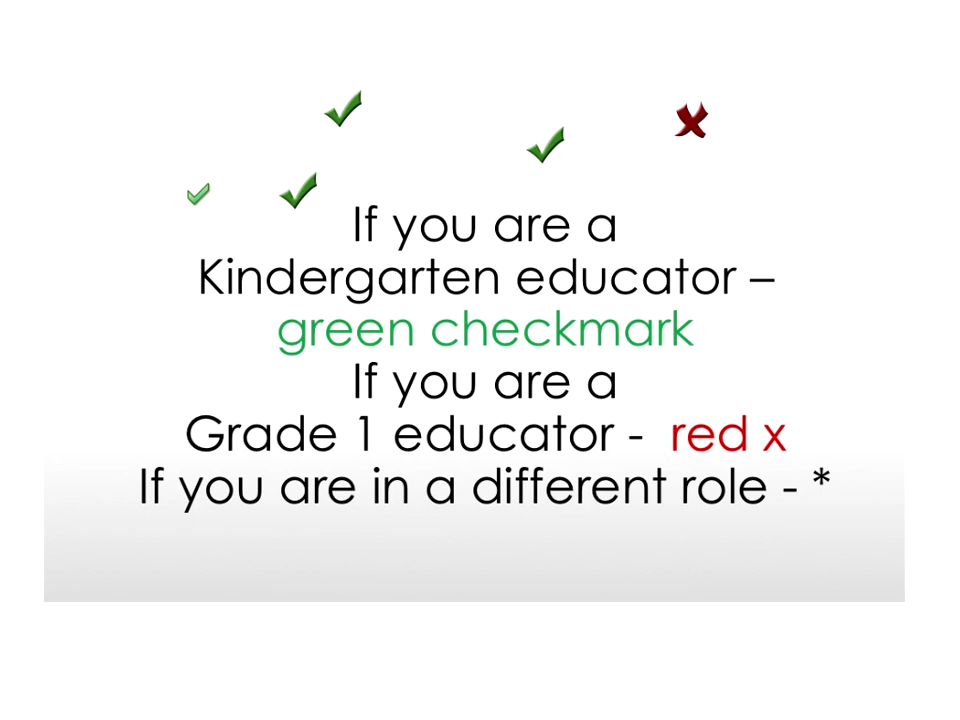 If you are a
Kindergarten educator –
green checkmark
If you are a
Grade 1 educator - red x
If you are in a different role - *